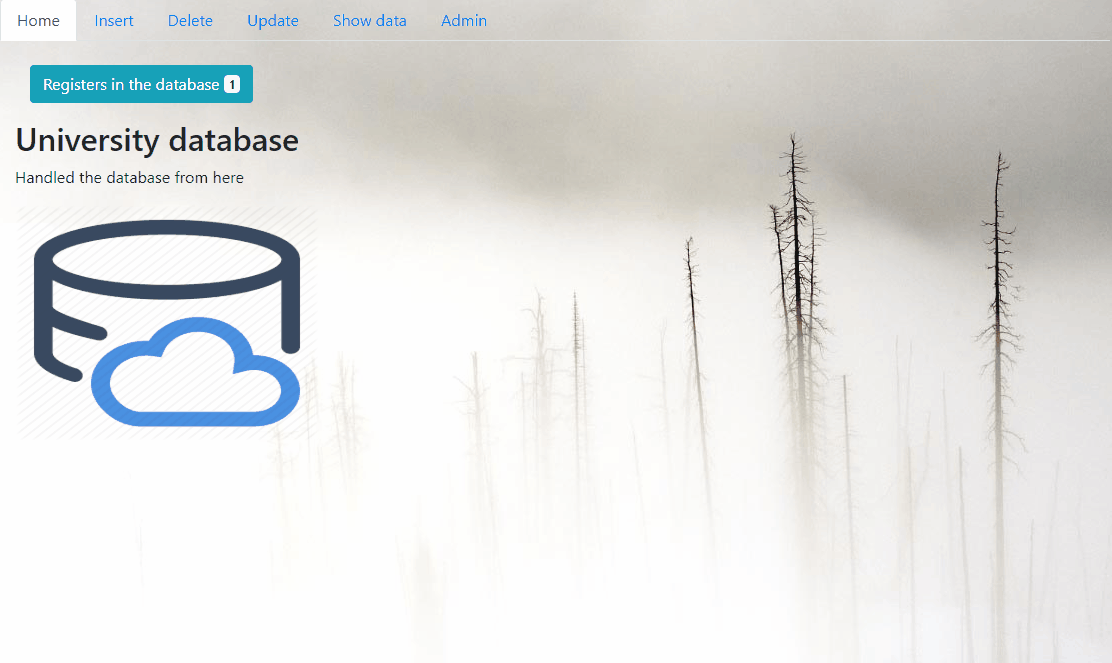 Home Insert Delete Update Show data Admin
Registers in the database 1
University database
Handled the database from here